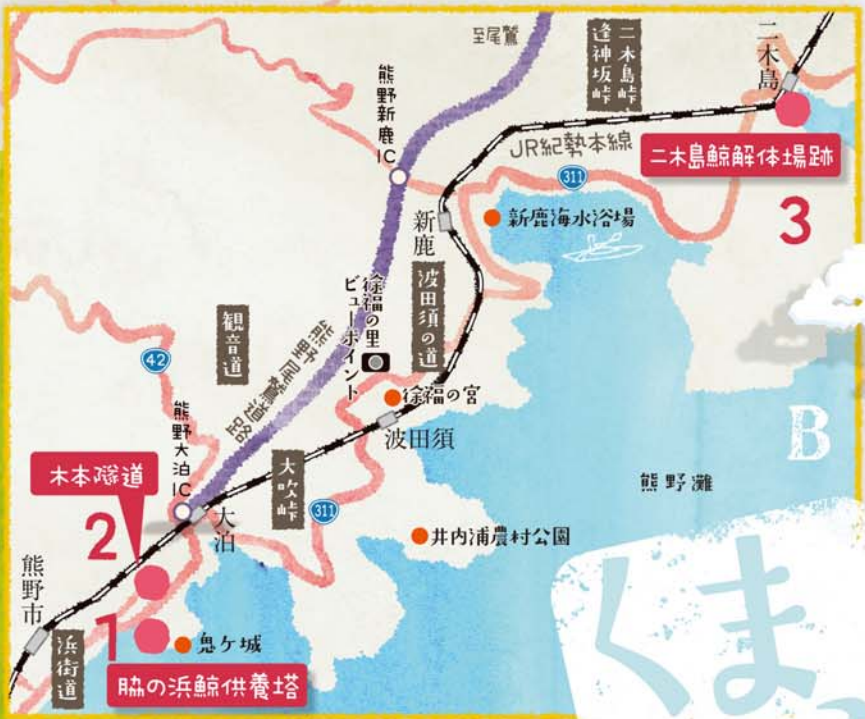 至尾鷲
二木島峠
逢神坂峠
二木島
熊野新鹿IC
JR紀勢本線
二木島鯨解体場跡
311
3
新鹿
新鹿海水浴場
波田須の道
徐福の里
ビューポイント
観音道
熊野尾鷲道路
42
徐福の宮
波田須
熊野大泊IC
木本隧道
大吹峠
311
B
熊野灘
2
大泊
井内浦農村公園
熊野市
1
鬼ケ城
浜街道
脇の浜鯨供養塔
くま